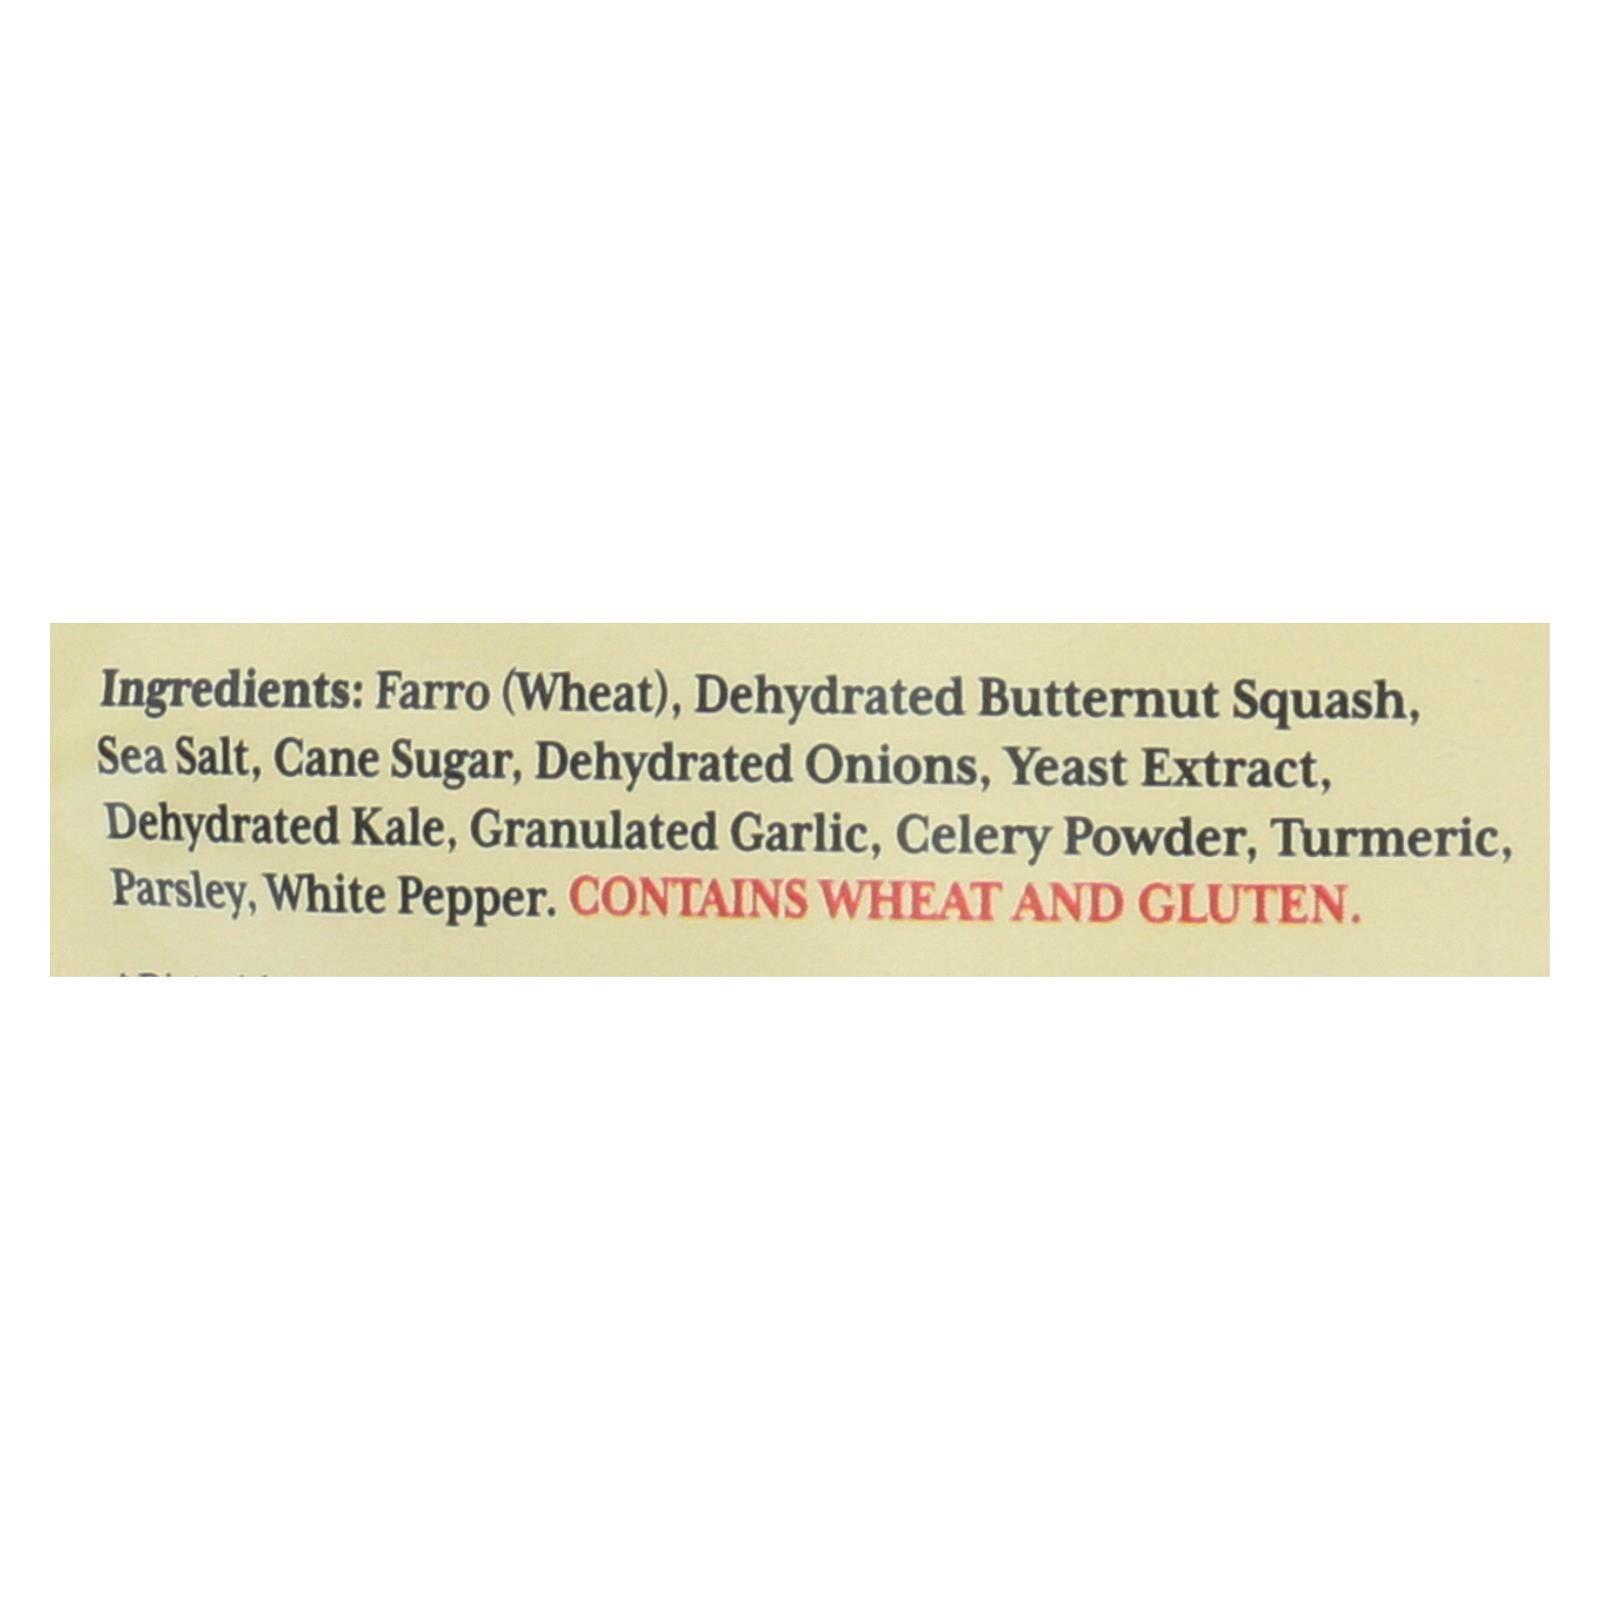 Ingredients: Farro (Wheat), Dehydrated Butternut Squash,
Sea Salt, Cane Sugar, Dehydrated Onions, Yeast Extract,
Dehydrated Kale, Granulated Garlic, Celery Powder, Turmeric,
Parsley, White Pepper. CONTAINS WHEAT AND GLUTEN.